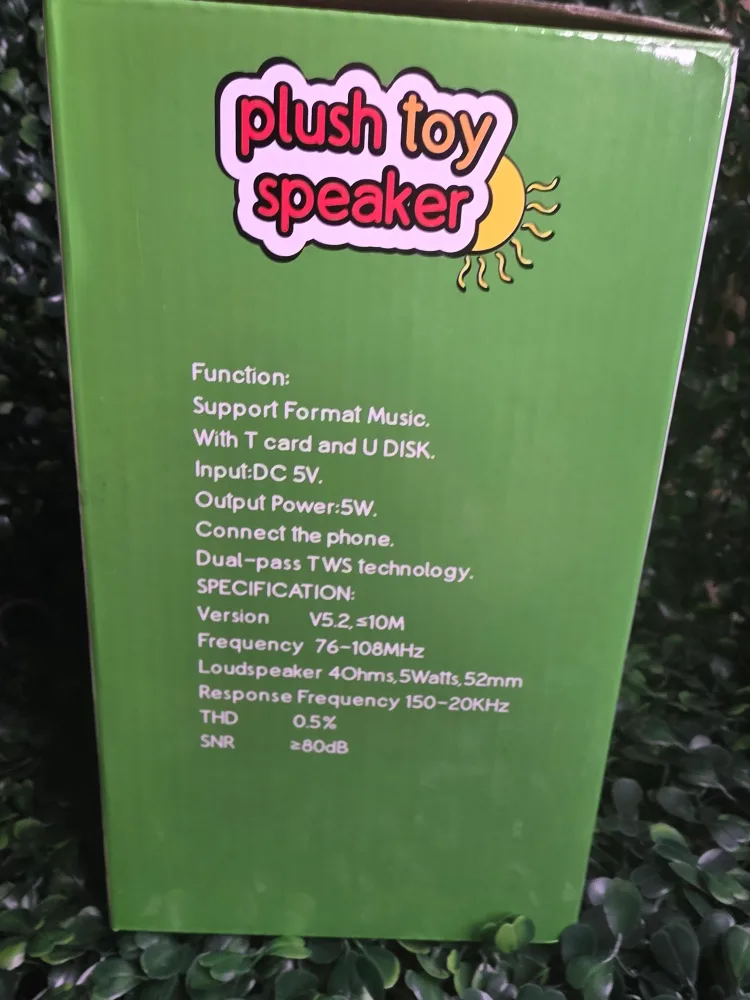 plush toy
speaker
Function:
Support Format Music.
With T card and U DISK.
Input:DC 5V.
Output Power:5W.
Connect the phone.
Dual-pass TWS technology.
SPECIFICATION:
Version V5.2,≤10M
Frequency 76-108MHz
Loudspeaker 4Ohms,5Watts,52mm
Response Frequency 150-20KHz
THD 0.5%
SNR ≥80dB